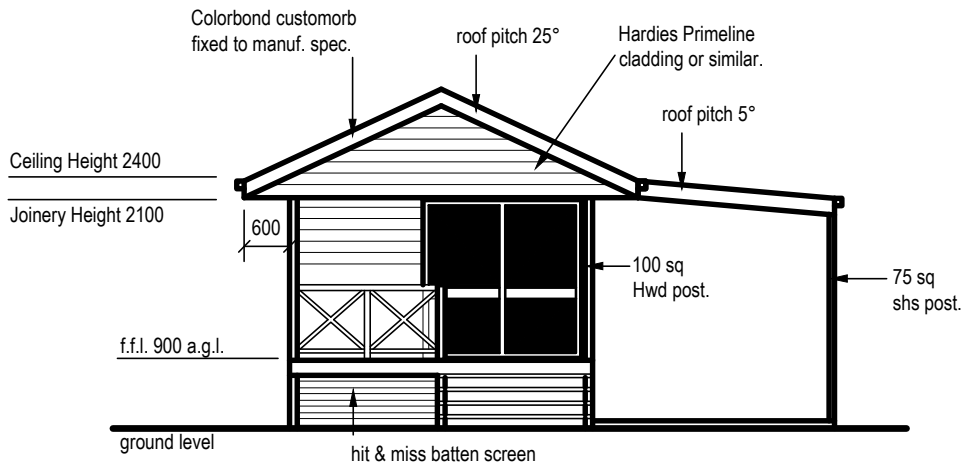 Colorbond customorb
fixed to manuf. spec.
roof pitch 25°
Hardies Primeline
cladding or similar.
roof pitch 5°
Ceiling Height 2400
Joinery Height 2100
600
100 sq
Hwd post.
75 sq
shs post.
f.f.l. 900 a.g.l.
ground level
hit & miss batten screen